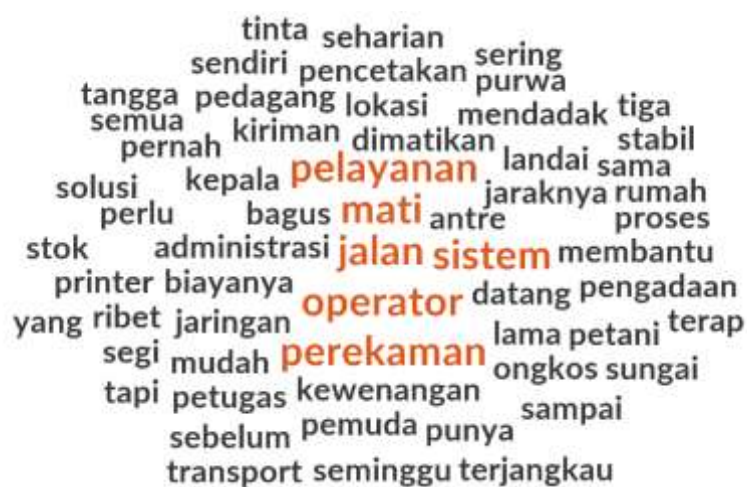 tinta seharian
sendiri pencetakan sering
purwa
tangga pedagang lokasi mendadak tiga
semua kiriman dimatikan stabil
pernah pelayanan landai sama
solusi kepala jaraknya rumah
perlu bagus mati antre proses
stok administrasi jalan sistem membantu
printer biayanya operator datang pengadaan
yang ribet jaringan lama petani terap
segi mudah perekaman ongkos sungai
tapi petugas kewenangan sampai
sebelum pemuda punya
transport seminggu terjangkau